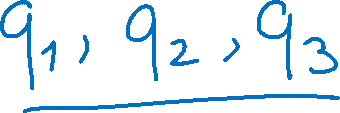 q₁, q₂, q₃